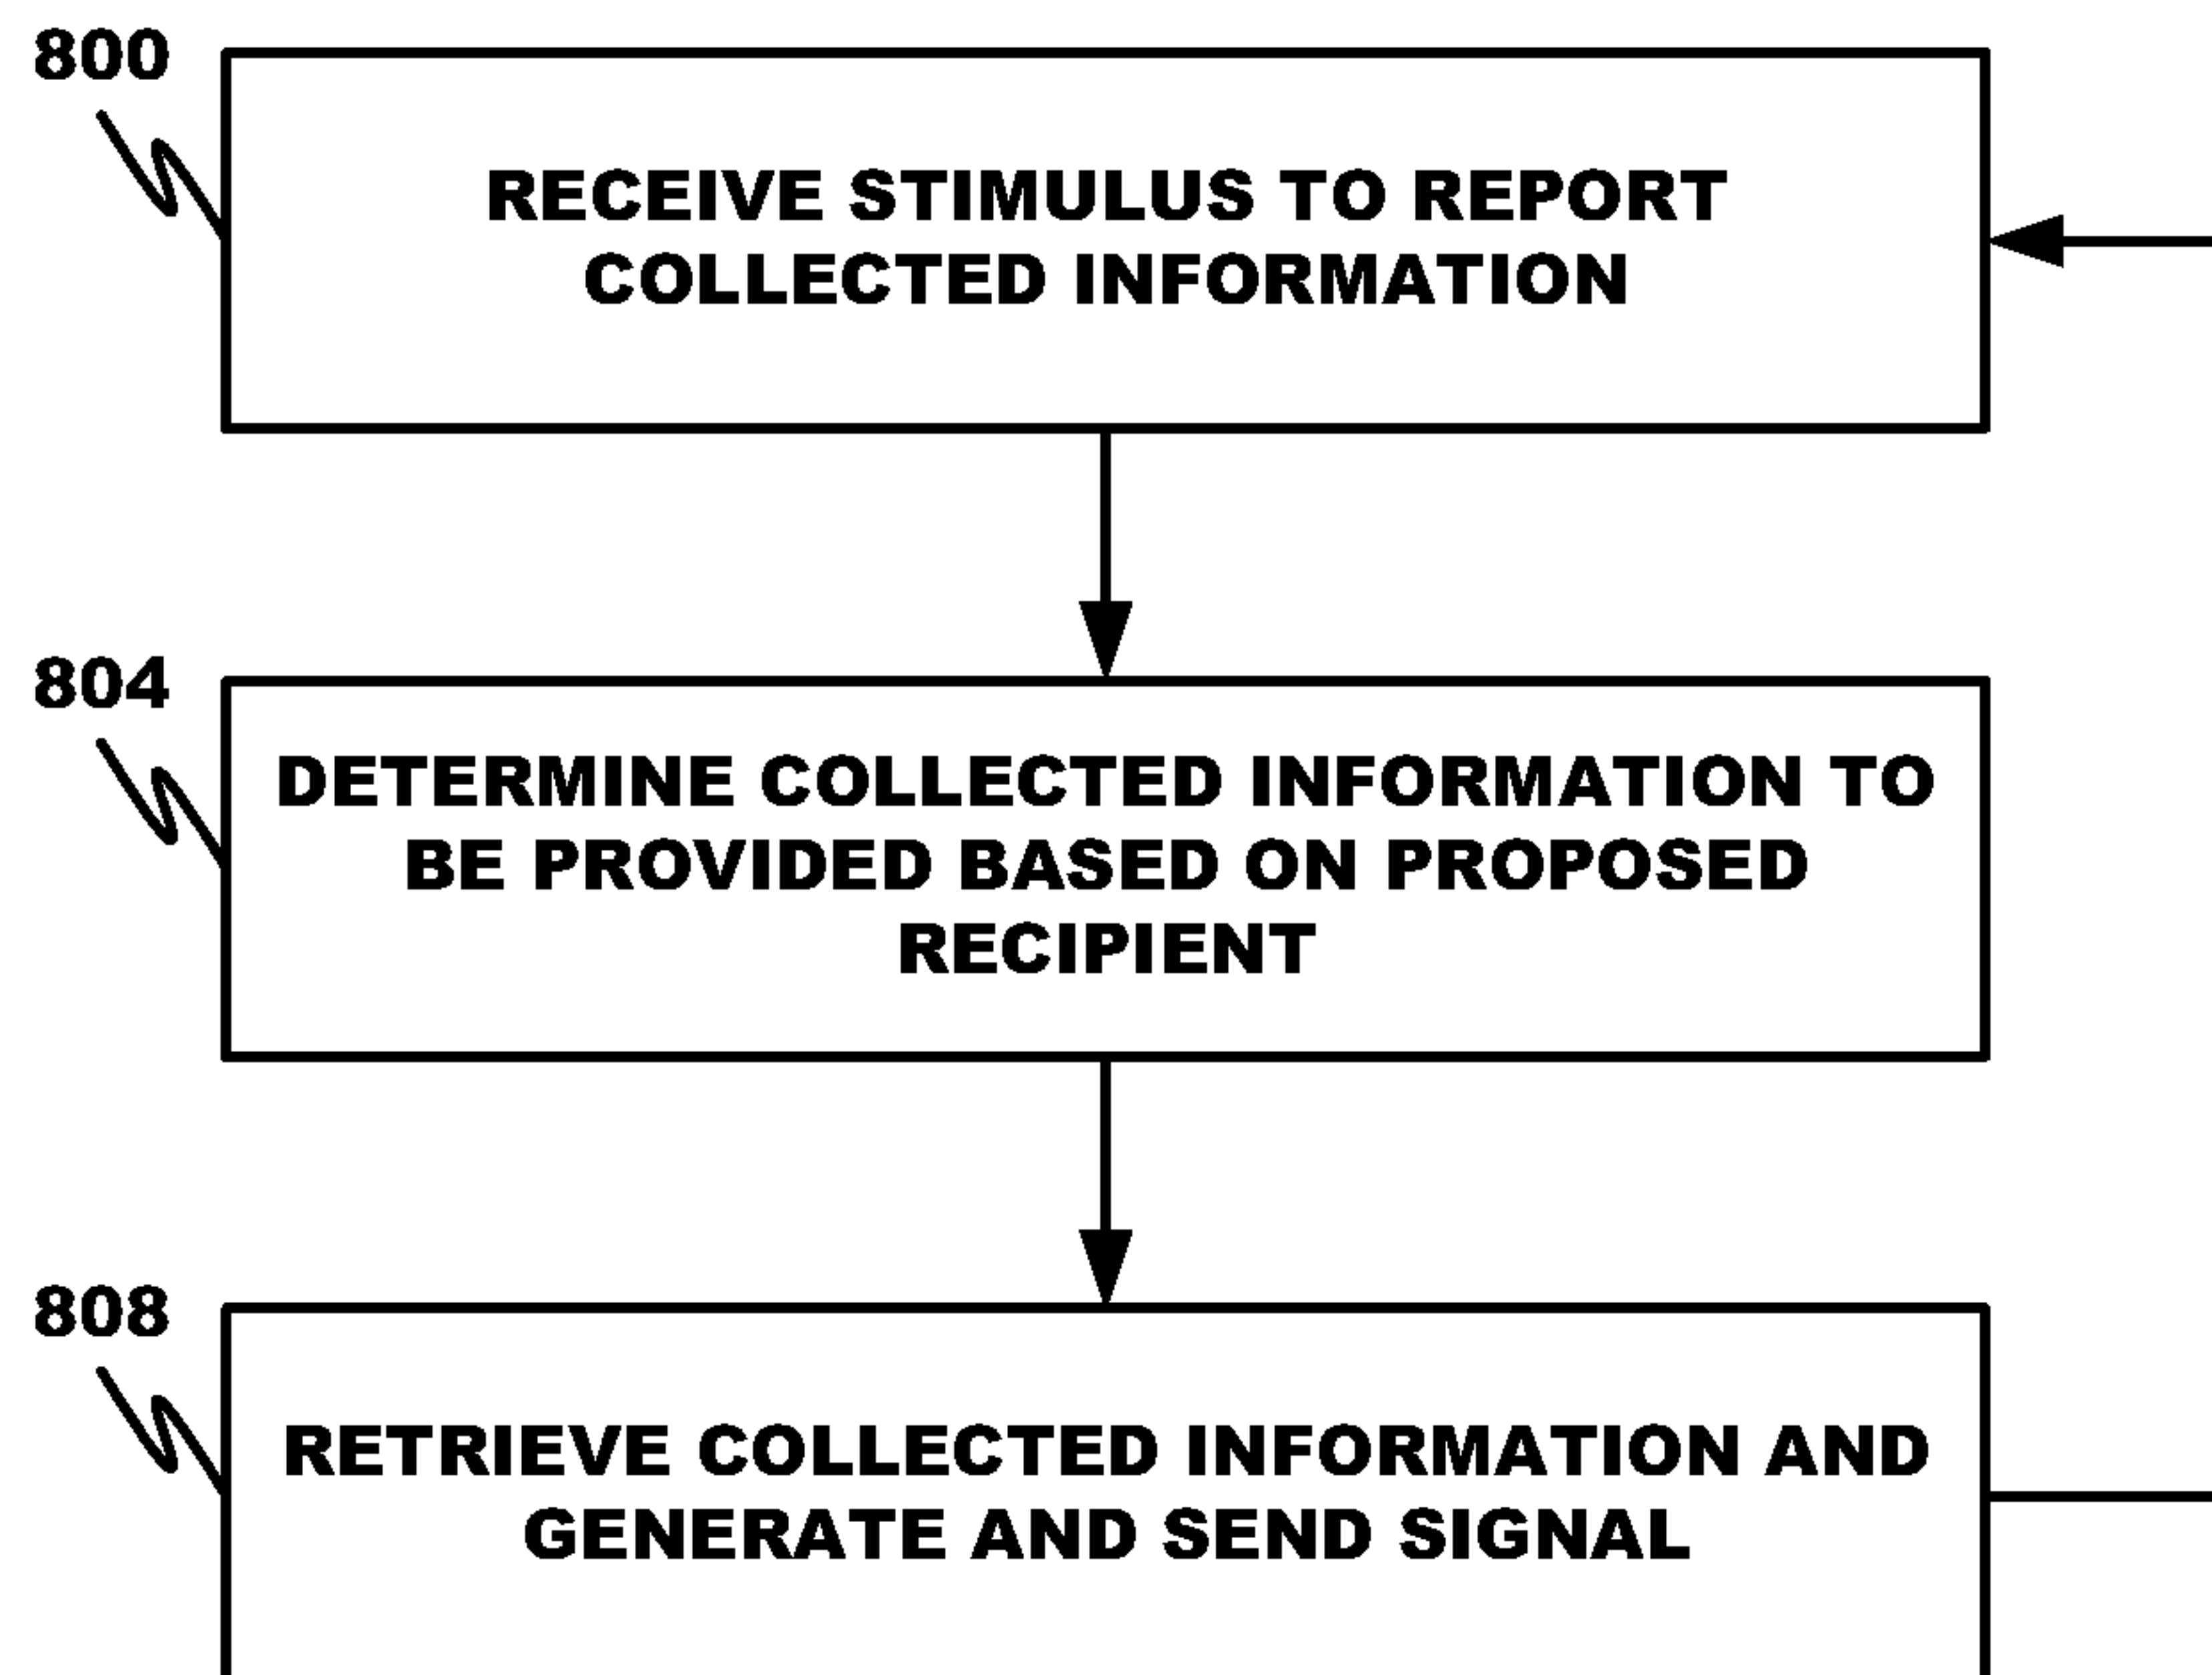 800
RECEIVE STIMULUS TO REPORT
COLLECTED INFORMATION
804
DETERMINE COLLECTED INFORMATION TO
BE PROVIDED BASED ON PROPOSED
RECIPIENT
808
RETRIEVE COLLECTED INFORMATION AND
GENERATE AND SEND SIGNAL